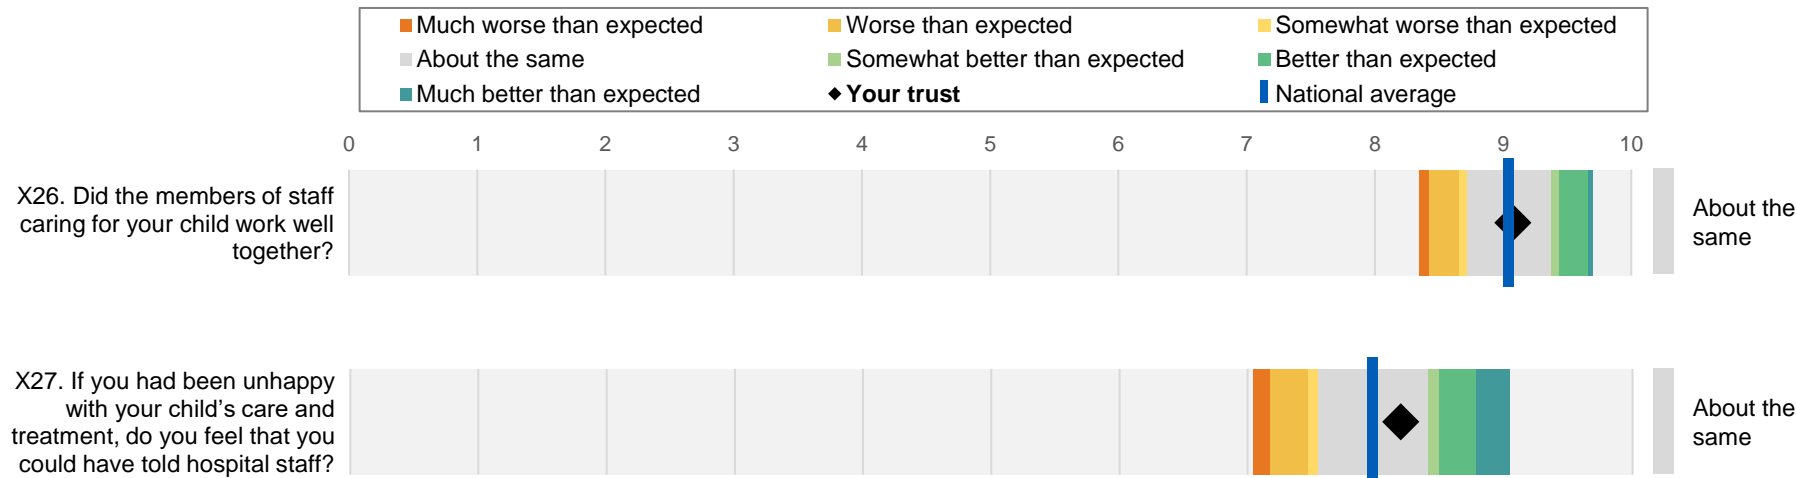 Much worse than expected
Worse than expected
Somewhat worse than expected
About the same
Somewhat better than expected
Better than expected
Much better than expected
Your trust
National average
0 1 2 3 4 5 6 7 8 9 10
X26. Did the members of staff
caring for your child work well
together?
About the
same
X27. If you had been unhappy
with your child’s care and
treatment, do you feel that you
could have told hospital staff?
About the
same